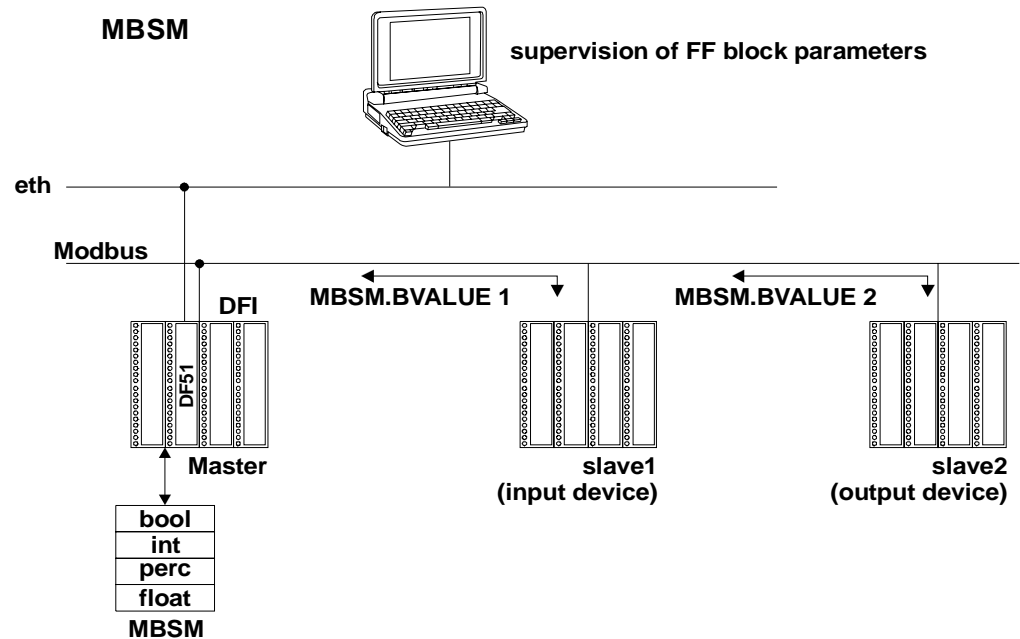 MBSM
supervision of FF block parameters
eth
Modbus
MBSM.BVALUE 1
MBSM.BVALUE 2
DFI
DF51
Master
slave1
(input device)
slave2
(output device)
bool
int
perc
float
MBSM